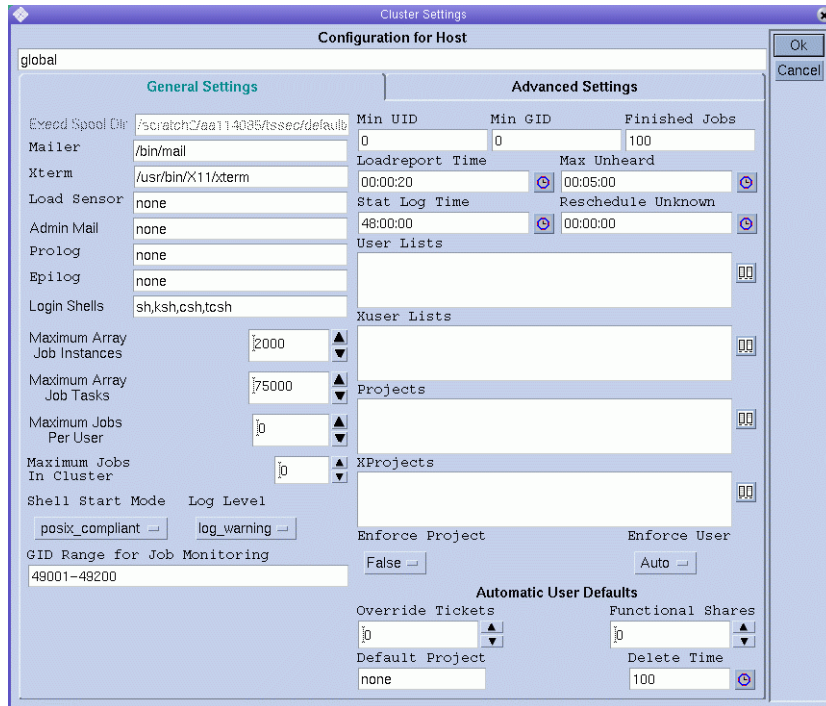 Cluster Settings
Configuration for Host
Ok
global
Cancel
General Settings
Advanced Settings
Execd Spool Dir /scratch2/aa114085/tssec/default
Mailer /bin/mail
Xterm /usr/bin/X11/xterm
Load Sensor none
Admin Mail none
Prolog none
Epilog none
Login Shells sh,ksh,csh,tcsh
Maximum Array
Job Instances
2000
Maximum Array
Job Tasks
75000
Maximum Jobs
Per User
0
Maximum Jobs
In Cluster
0
Shell Start Mode Log Level
posix_compliant log_warning
GID Range for Job Monitoring
49001-49200
Min UID Min GID Finished Jobs
0 0 100
Loadreport Time Max Unheard
00:00:20 00:05:00
Stat Log Time Reschedule Unknown
48:00:00 00:00:00
User Lists
Xuser Lists
Projects
XProjects
Enforce Project Enforce User
False Auto
Automatic User Defaults
Override Tickets Functional Shares
0 0
Default Project Delete Time
none 100